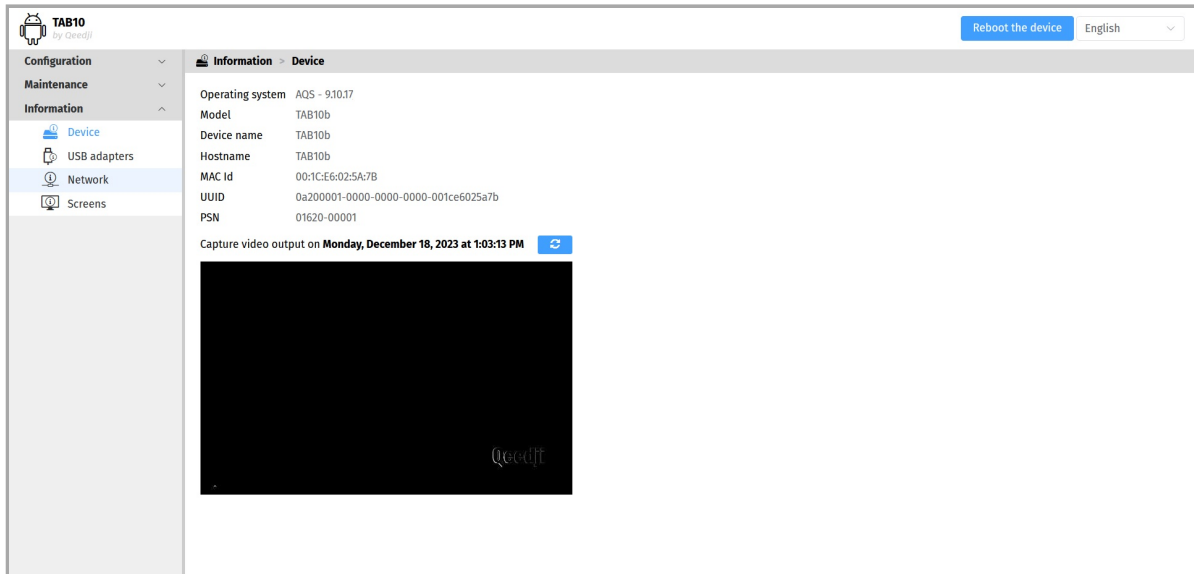 TAB10
by Qeedji
Reboot the device
English
Configuration
Maintenance
Information
Device
USB adapters
Network
Screens
Information > Device
Operating system AQS - 9.10.17
Model TAB10b
Device name TAB10b
Hostname TAB10b
MAC Id 00:1C:E6:02:5A:7B
UUID 0a200001-0000-0000-0000-001ce6025a7b
PSN 01620-00001
Capture video output on Monday, December 18, 2023 at 1:03:13 PM
Qeedji